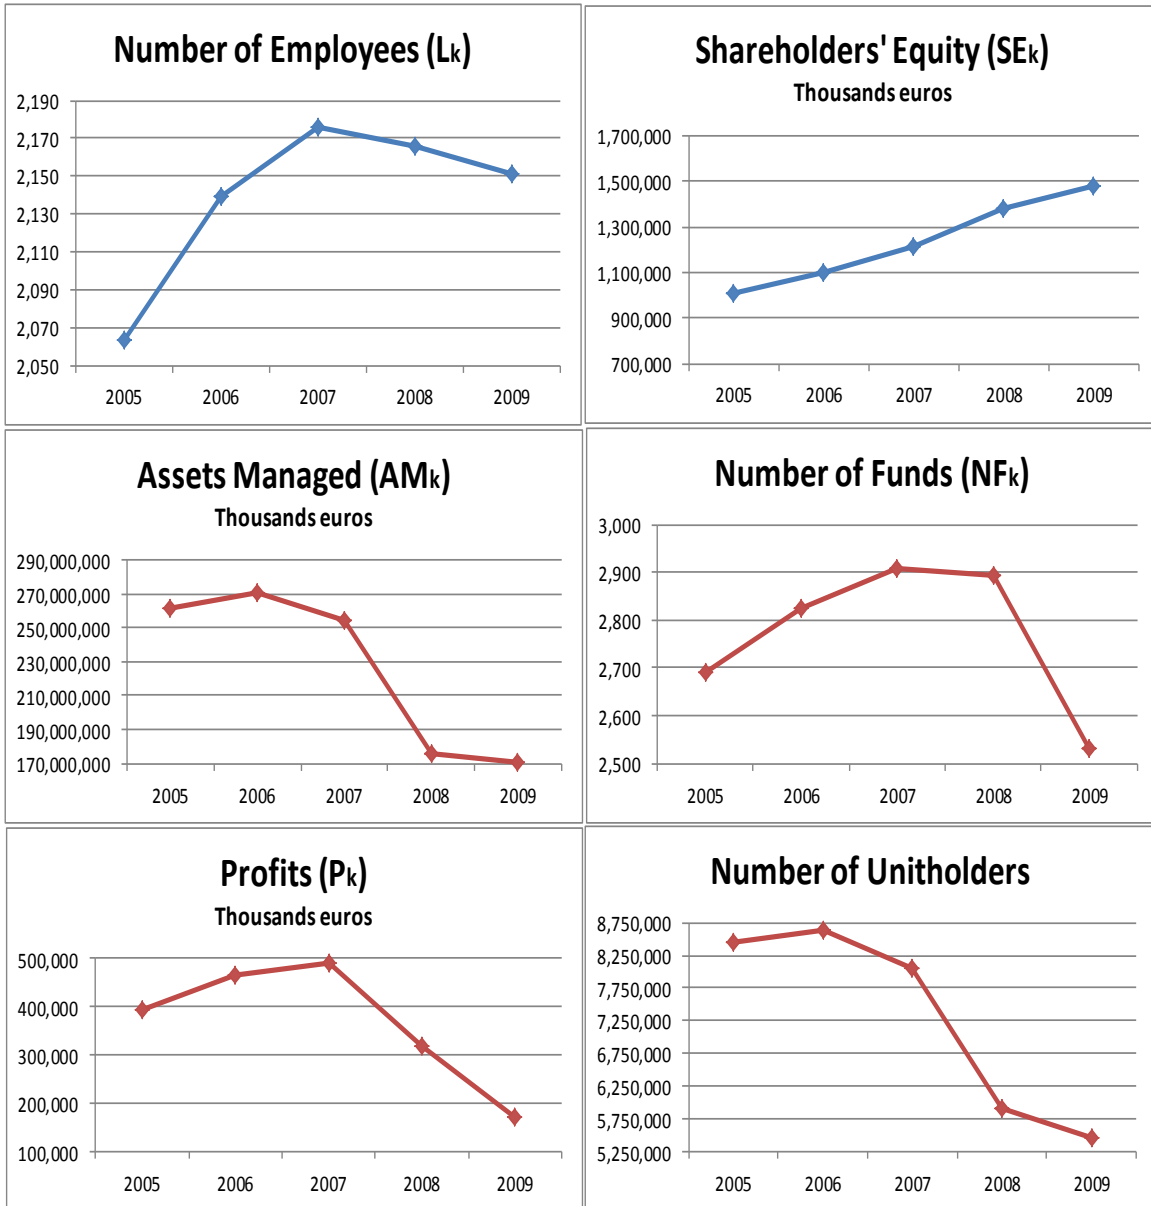 Number of Employees (Lk)
2,190
2,170
2,150
2,130
2,110
2,090
2,070
2,050
2005 2006 2007 2008 2009
Shareholders' Equity (SEk)
Thousands euros
1,700,000
1,500,000
1,300,000
1,100,000
900,000
700,000
2005 2006 2007 2008 2009
Assets Managed (AMk)
Thousands euros
290,000,000
270,000,000
250,000,000
230,000,000
210,000,000
190,000,000
170,000,000
2005 2006 2007 2008 2009
Number of Funds (NFk)
3,000
2,900
2,800
2,700
2,600
2,500
2005 2006 2007 2008 2009
Profits (Pk)
Thousands euros
500,000
400,000
300,000
200,000
100,000
2005 2006 2007 2008 2009
Number of Unitholders
8,750,000
8,250,000
7,750,000
7,250,000
6,750,000
6,250,000
5,750,000
5,250,000
2005 2006 2007 2008 2009